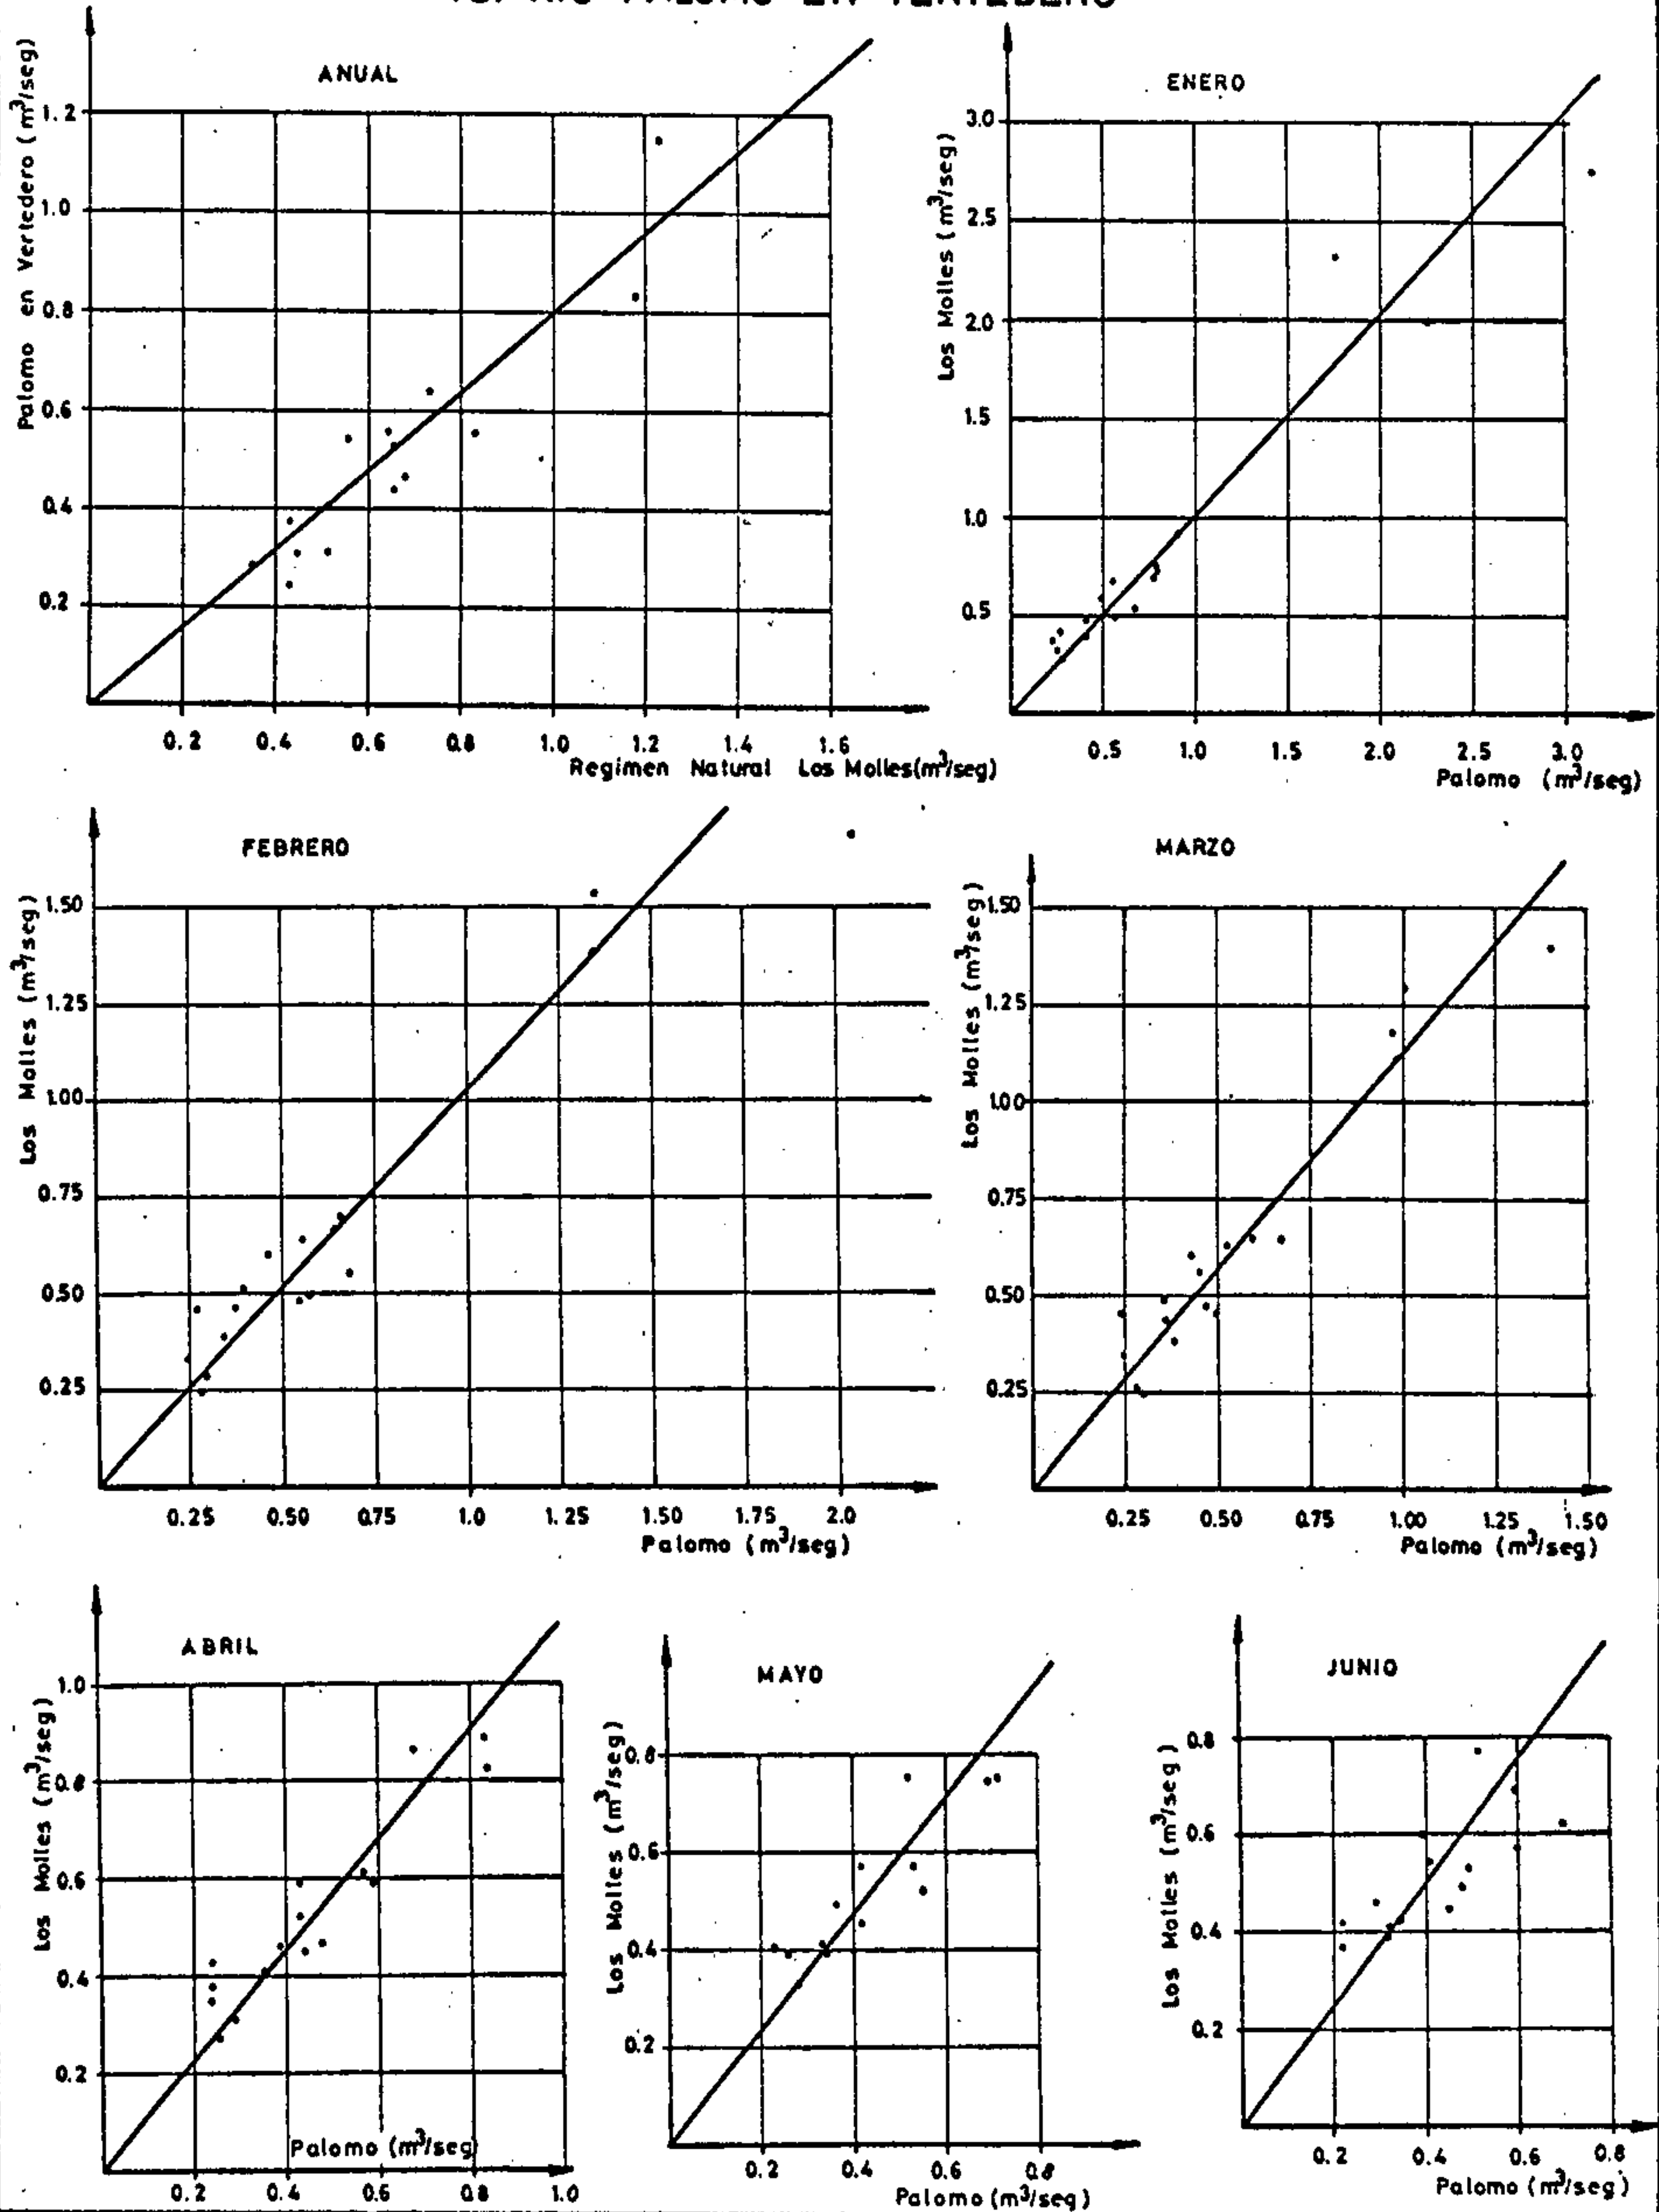 RIO PALOMO EN VERTEDERO
ANUAL
Palomo en Vertedero (m³/seg)
1.2
1.0
0.8
0.6
0.4
0.2
0.2 0.4 0.6 0.8 1.0 1.2 1.4 1.6
Regimen Natural Los Molles(m³/seg)
ENERO
Los Molles (m³/seg)
3.0
2.5
2.0
1.5
1.0
0.5
0.5 1.0 1.5 2.0 2.5 3.0
Palomo (m³/seg)
FEBRERO
Los Molles (m³/seg)
1.50
1.25
1.00
0.75
0.50
0.25
0.25 0.50 0.75 1.0 1.25 1.50 1.75 2.0
Palomo (m³/seg)
MARZO
Los Molles (m³/seg)
1.50
1.25
1.00
0.75
0.50
0.25
0.25 0.50 0.75 1.00 1.25 1.50
Palomo (m³/seg)
ABRIL
Los Molles (m³/seg)
1.0
0.8
0.6
0.4
0.2
Palomo (m³/seg
0.2 0.4 0.6 0.8 1.0
MAYO
Los Molles (m³/seg)
0.8
0.6
0.4
0.2
0.2 0.4 0.6 0.8
Palomo (m³/seg)
JUNIO
Los Molles (m³/seg)
0.8
0.6
0.4
0.2
0.2 0.4 0.6 0.8
Palomo (m³/seg)